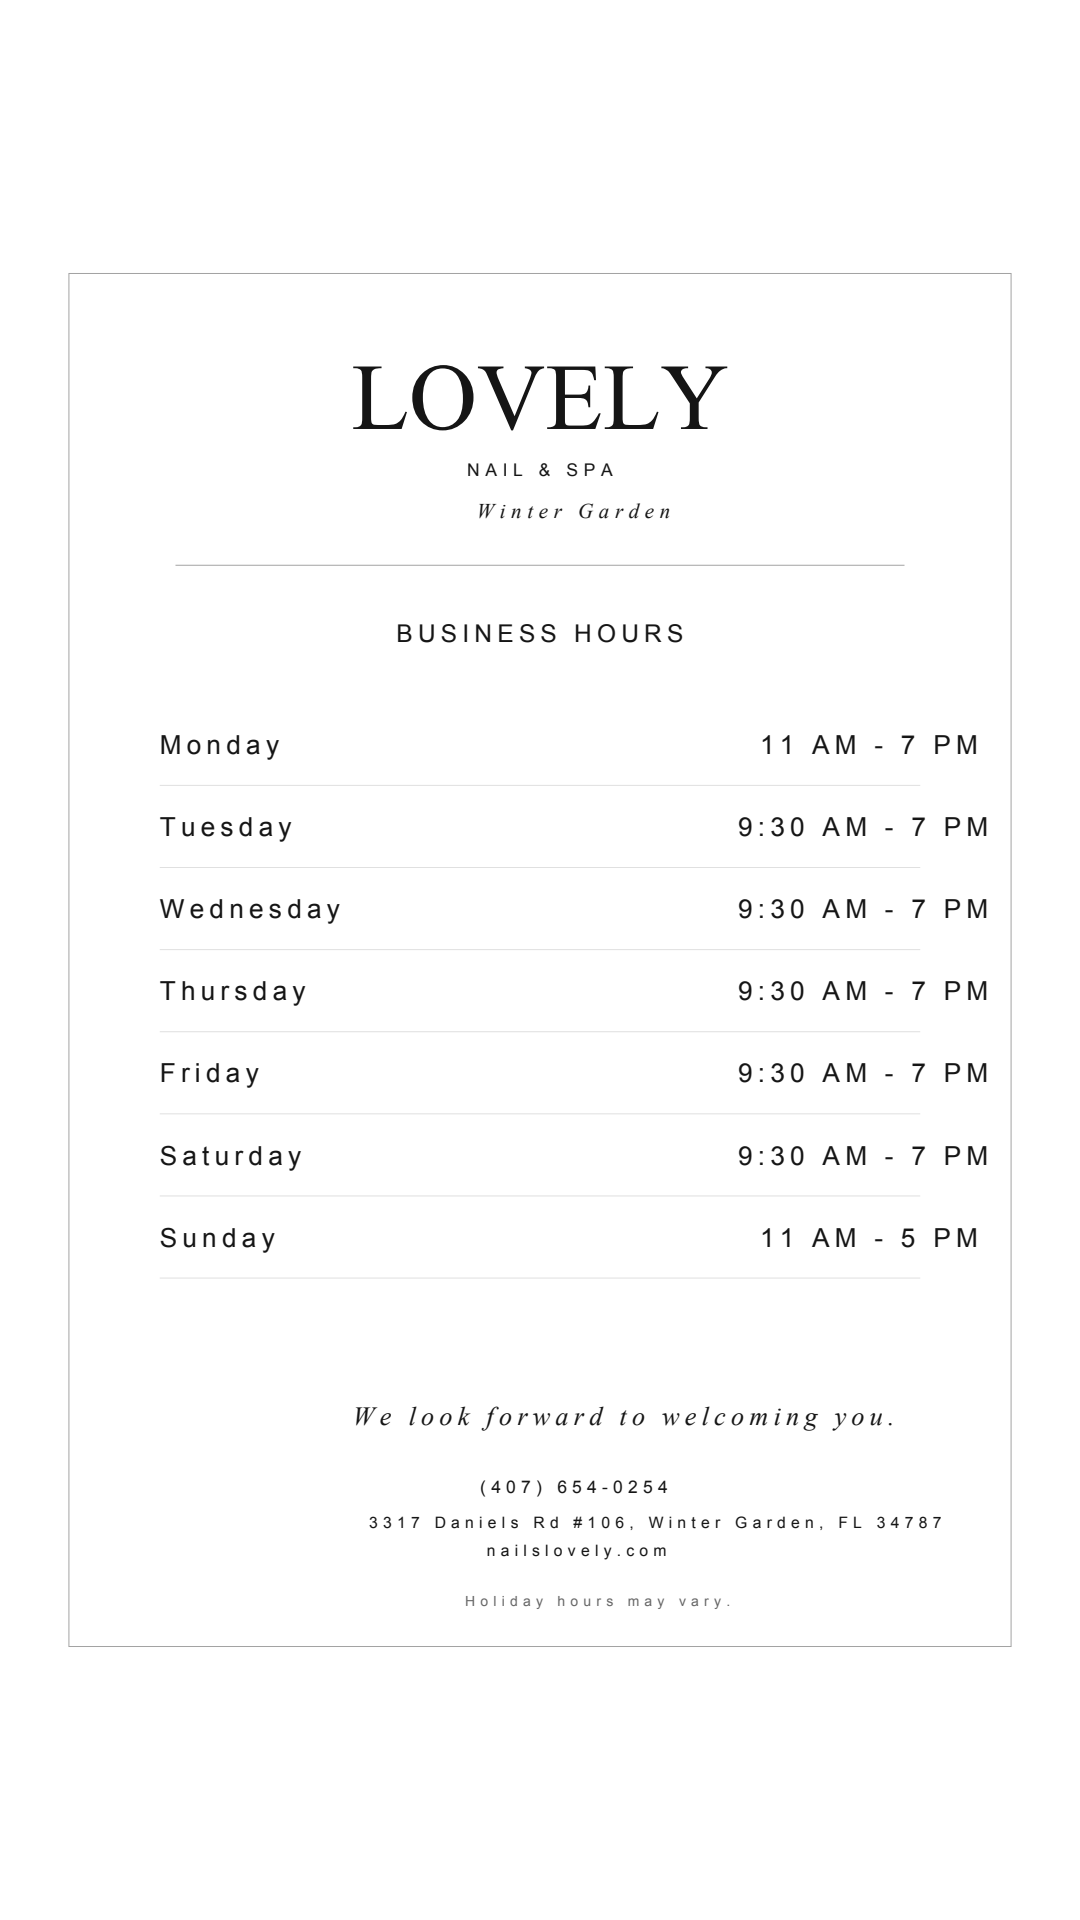 LOVELY
NAIL & SPA
Winter Garden
BUSINESS HOURS
Monday 11 AM - 7 PM
Tuesday 9:30 AM - 7 PM
Wednesday 9:30 AM - 7 PM
Thursday 9:30 AM - 7 PM
Friday 9:30 AM - 7 PM
Saturday 9:30 AM - 7 PM
Sunday 11 AM - 5 PM
We look forward to welcoming you.
(407) 654-0254
3317 Daniels Rd #106, Winter Garden, FL 34787
nailslovely.com
Holiday hours may vary.